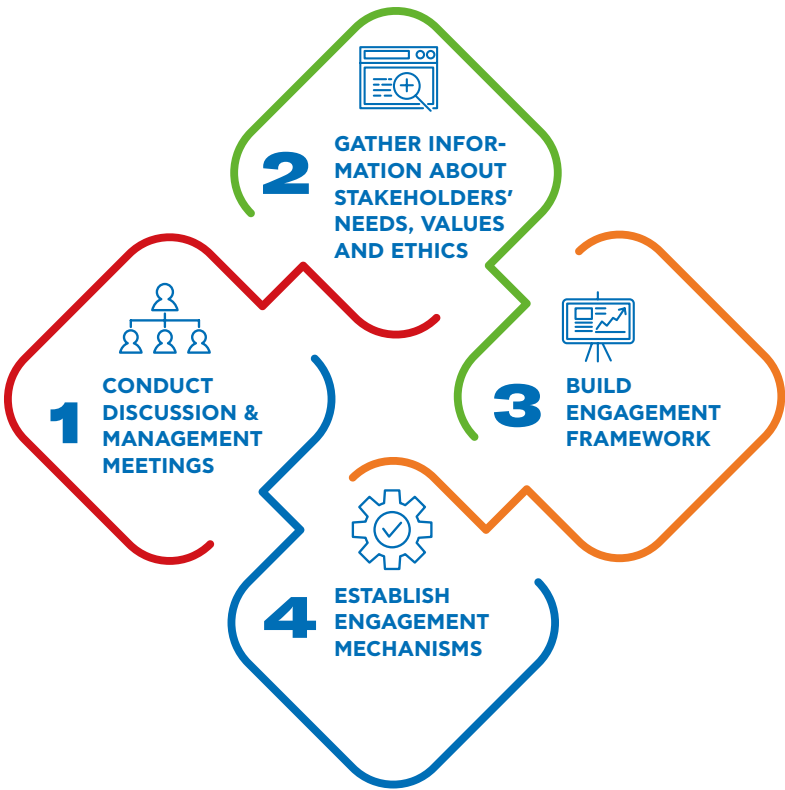 1
CONDUCT
DISCUSSION &
MANAGEMENT
MEETINGS
2
GATHER INFOR-
MATION ABOUT
STAKEHOLDERS'
NEEDS, VALUES
AND ETHICS
3
BUILD
ENGAGEMENT
FRAMEWORK
4
ESTABLISH
ENGAGEMENT
MECHANISMS